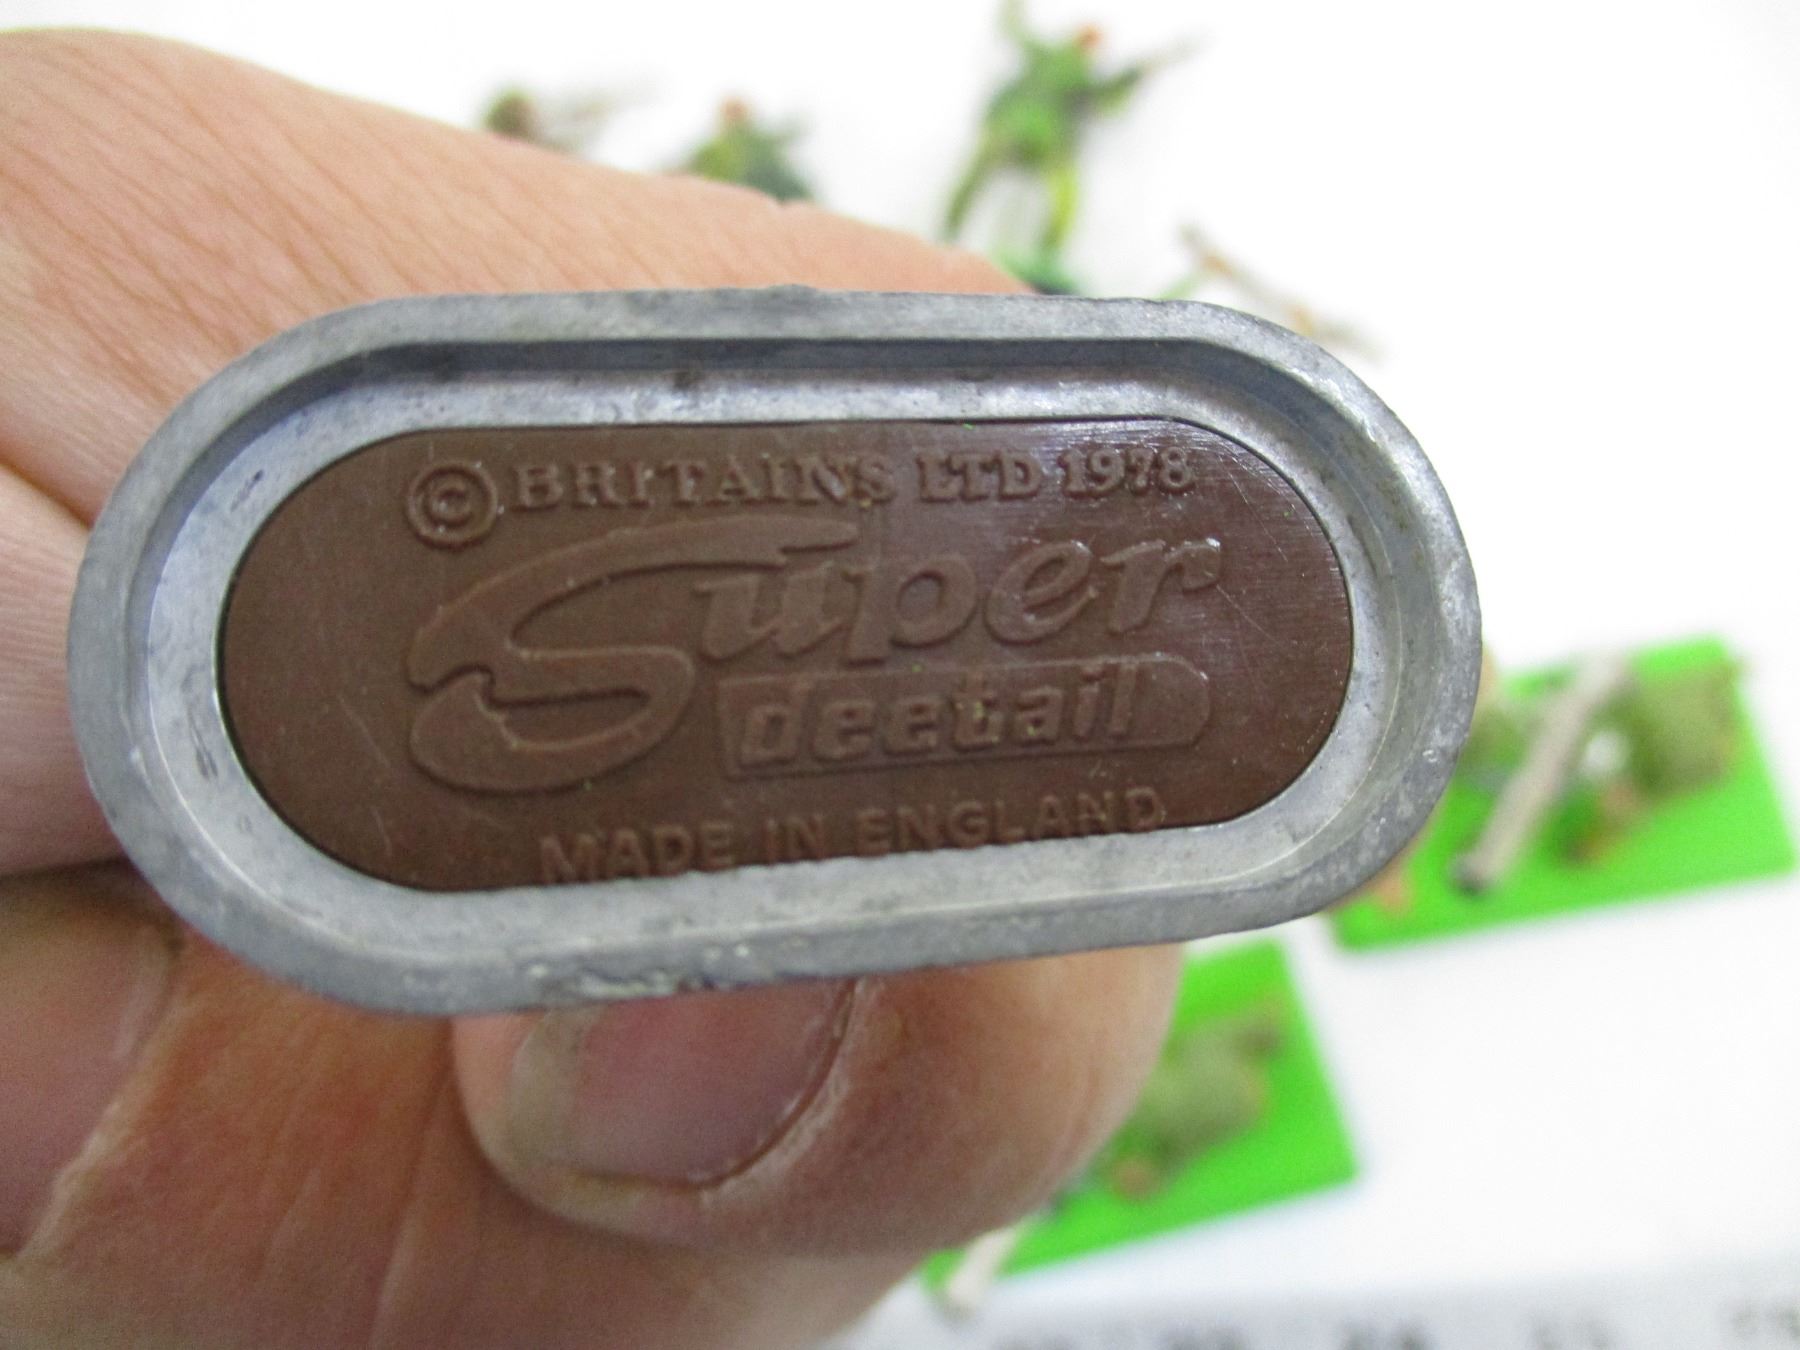 © BRITAINS LTD 1978
Super
deetail
MADE IN ENGLAND